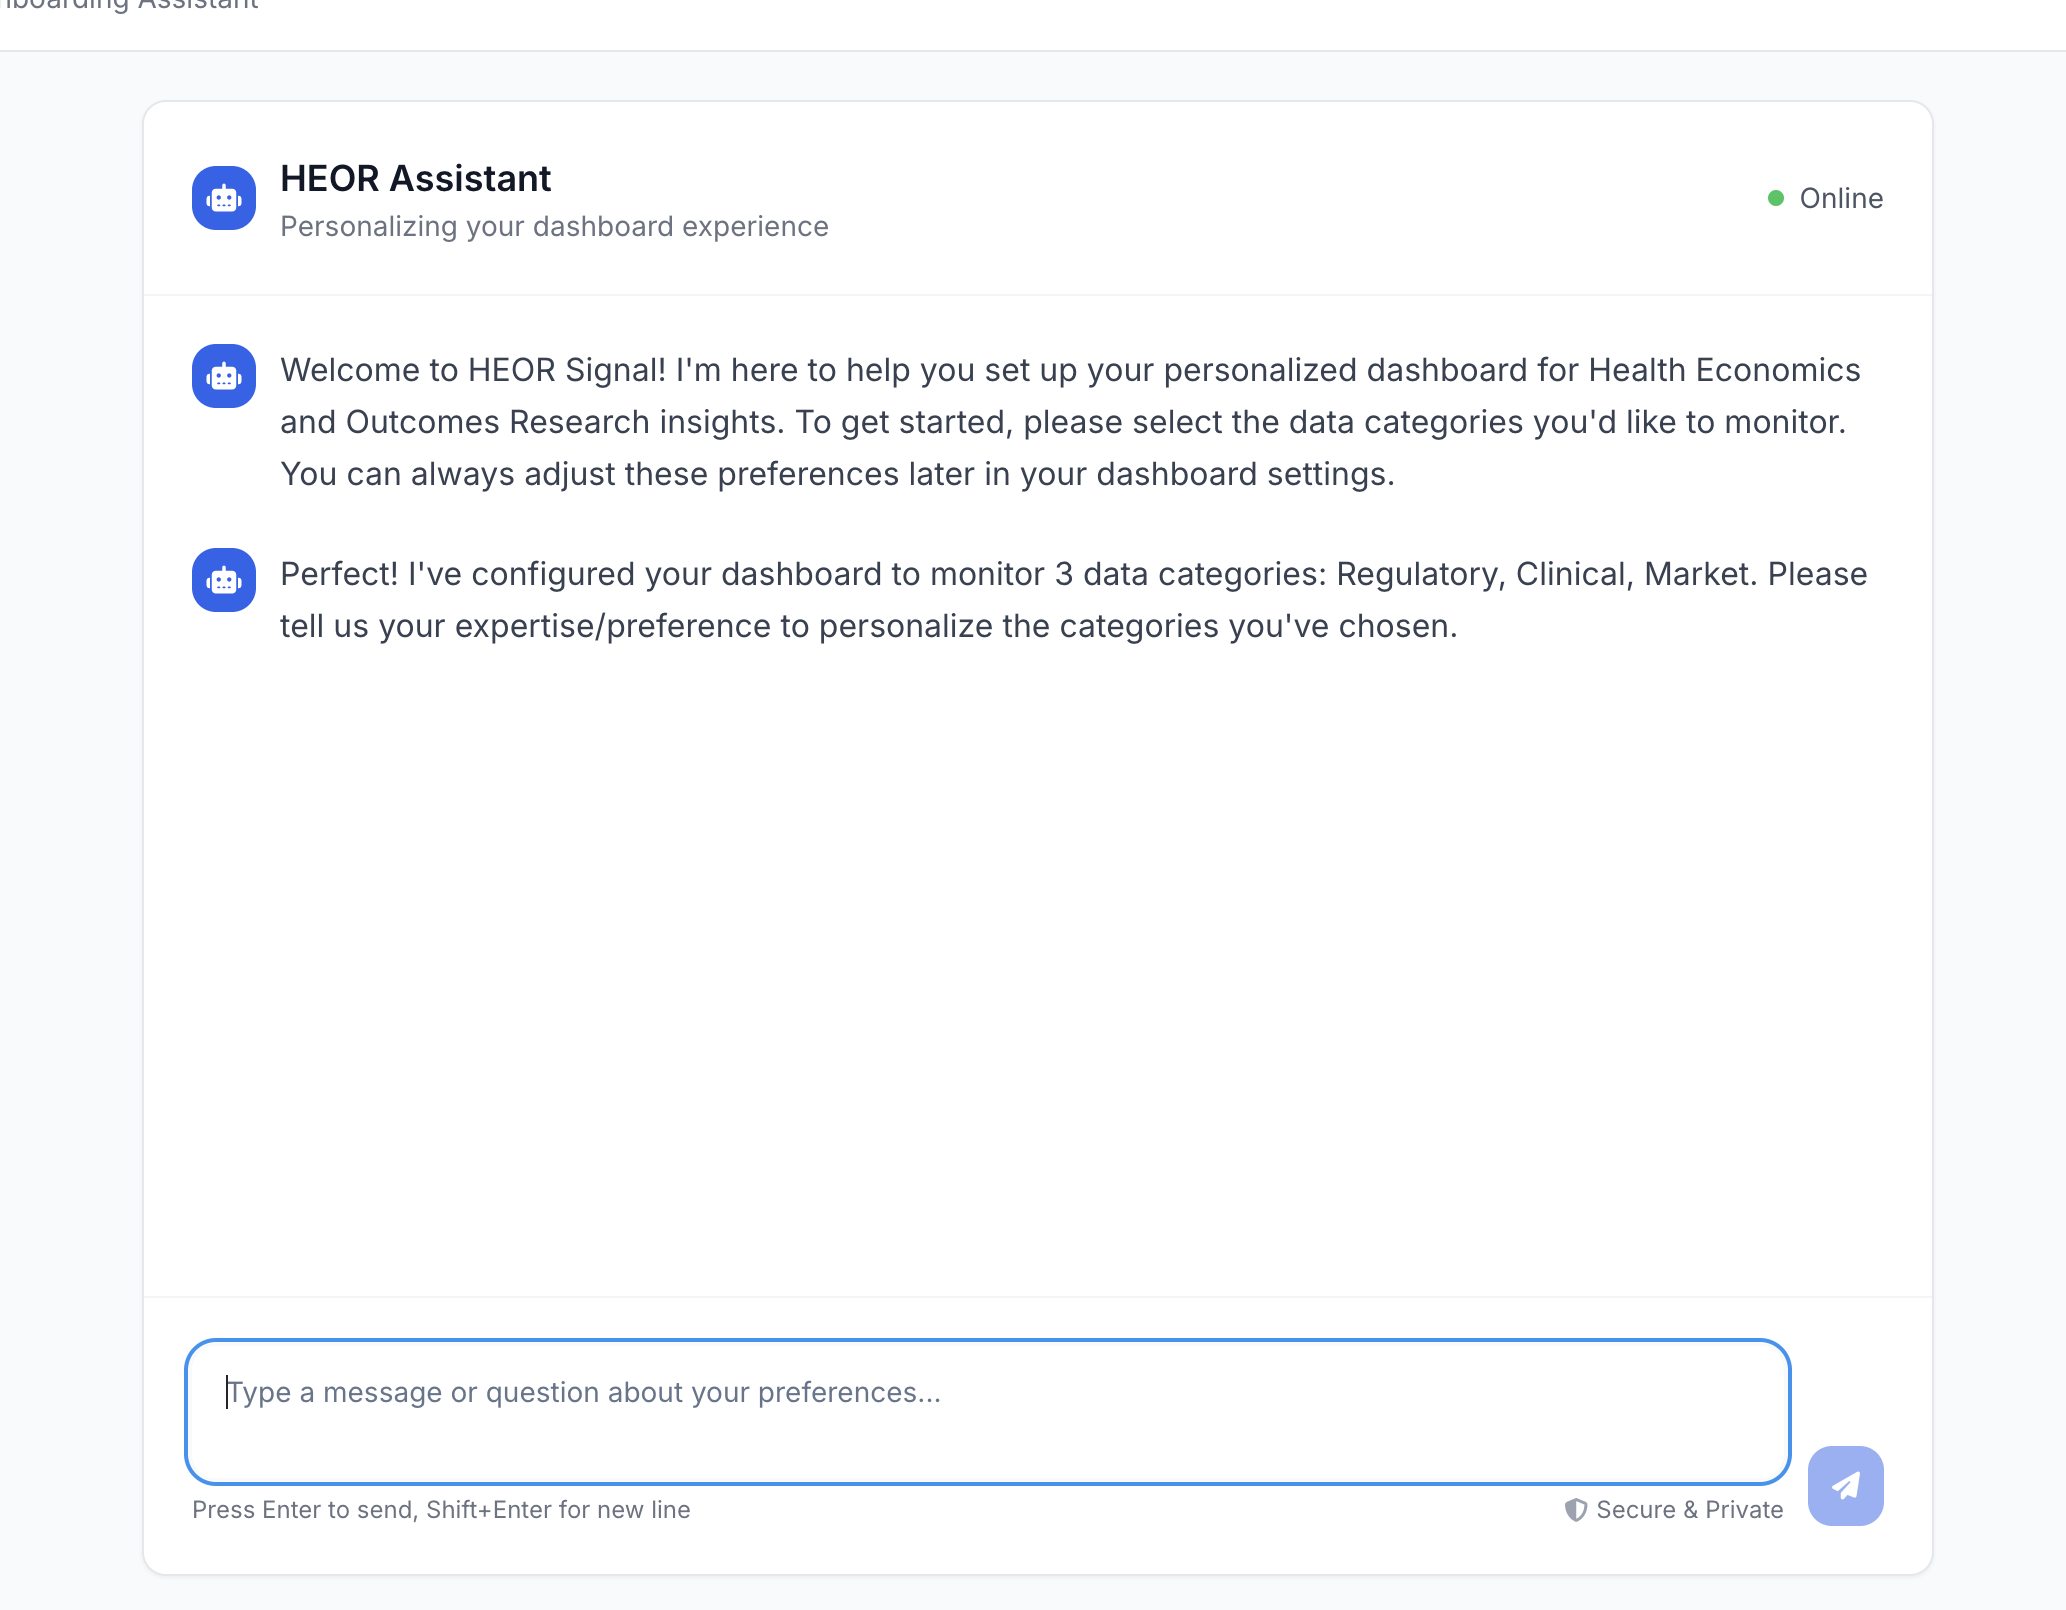 Assistant
HEOR Assistant
Personalizing your dashboard experience
Online
Welcome to HEOR Signal! I'm here to help you set up your personalized dashboard for Health Economics
and Outcomes Research insights. To get started, please select the data categories you'd like to monitor.
You can always adjust these preferences later in your dashboard settings.
Perfect! I've configured your dashboard to monitor 3 data categories: Regulatory, Clinical, Market. Please
tell us your expertise/preference to personalize the categories you've chosen.
Type a message or question about your preferences...
Press Enter to send, Shift+Enter for new line
Secure & Private